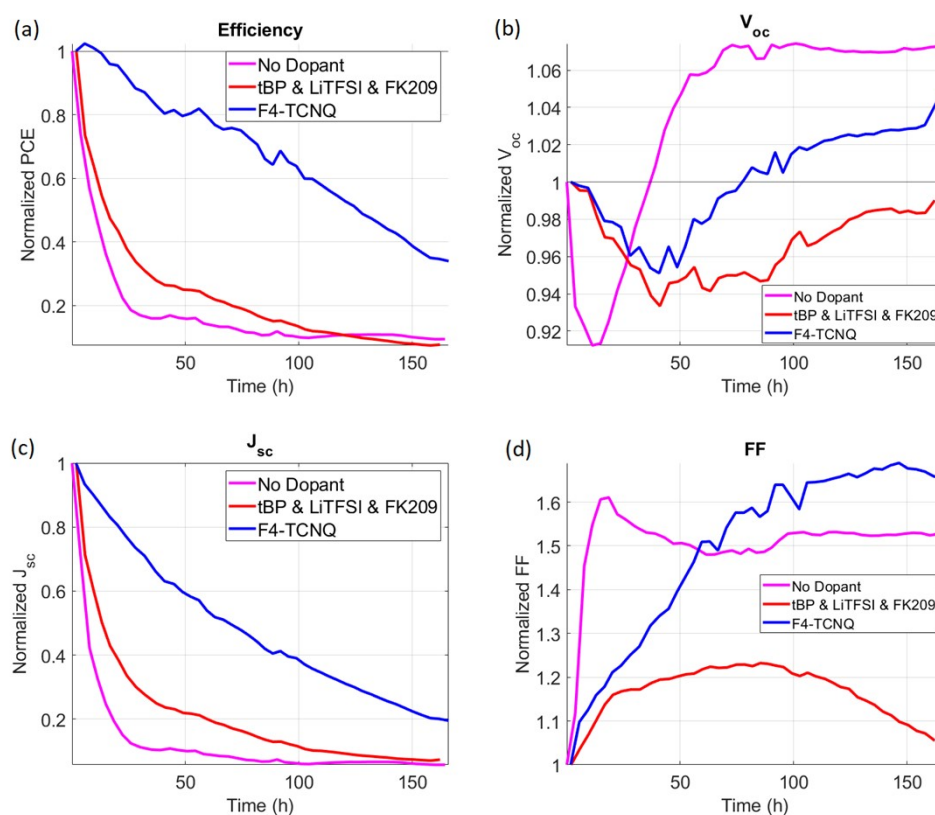 (a)
Efficiency
1
0.8
0.6
0.4
0.2
50
100
150
Normalized PCE
Time (h)
No Dopant
tBP & LiTFSI & FK209
F4-TCNQ
(b)
Voc
1.06
1.04
1.02
1
0.98
0.96
0.94
0.92
50
100
150
Normalized Voc
Time (h)
No Dopant
tBP & LiTFSI & FK209
F4-TCNQ
(c)
Jsc
1
0.8
0.6
0.4
0.2
50
100
150
Normalized Jsc
Time (h)
No Dopant
tBP & LiTFSI & FK209
F4-TCNQ
(d)
FF
1.6
1.5
1.4
1.3
1.2
1.1
1
50
100
150
Normalized FF
Time (h)
No Dopant
tBP & LiTFSI & FK209
F4-TCNQ